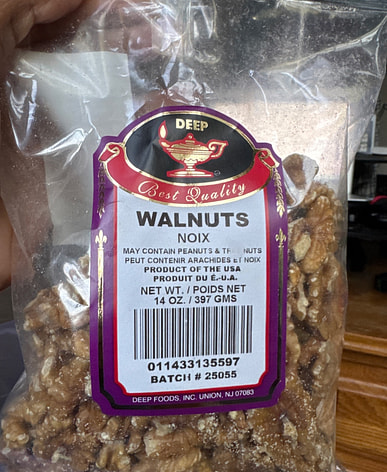 DEEP
Best Quality
WALNUTS
NOIX
MAY CONTAIN PEANUTS & TREE NUTS
PEUT CONTENIR ARACHIDES ET NOIX
PRODUCT OF THE USA
PRODUIT DU É.-U.A.
NET WT. / POIDS NET
14 OZ. / 397 GMS
011433135597
BATCH # 25055
DEEP FOODS, INC. UNION, NJ 07083